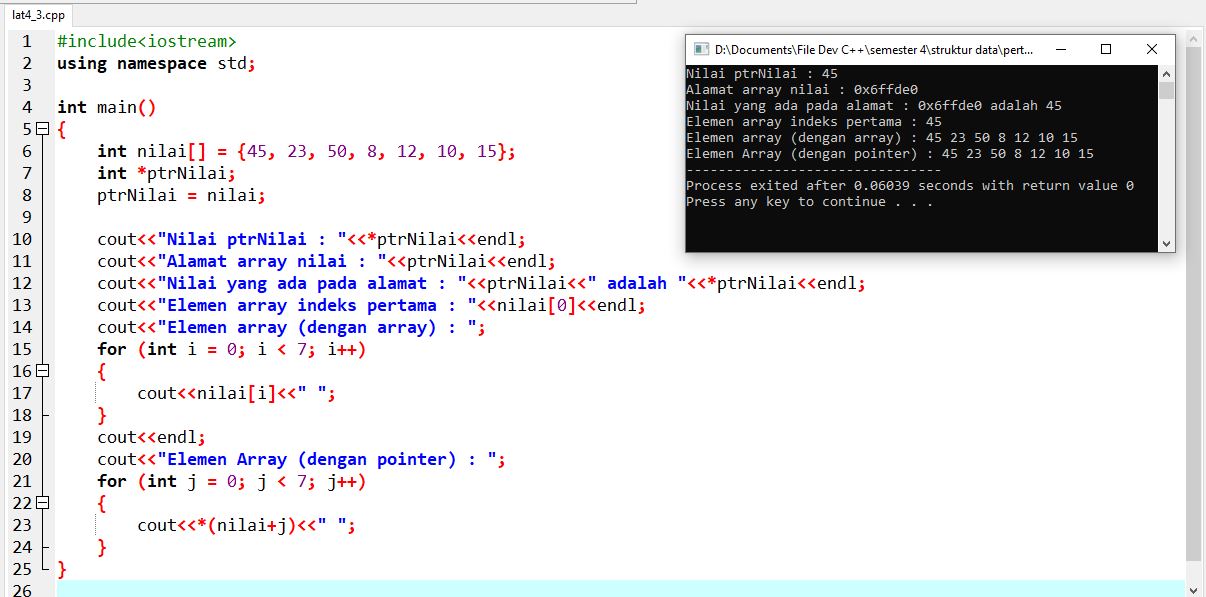 lat4_3.cpp
1 #include<iostream>
2 using namespace std;
3
4 int main()
5 {
6 int nilai[] = {45, 23, 50, 8, 12, 10, 15};
7 int *ptrNilai;
8 ptrNilai = nilai;
9
10 cout<<"Nilai ptrNilai : "<<*ptrNilai<<endl;
11 cout<<"Alamat array nilai : "<<ptrNilai<<endl;
12 cout<<"Nilai yang ada pada alamat : "<<ptrNilai<<" adalah "<<*ptrNilai<<endl;
13 cout<<"Elemen array indeks pertama : "<<nilai[0]<<endl;
14 cout<<"Elemen array (dengan array) : ";
15 for (int i = 0; i < 7; i++)
16 {
17 cout<<nilai[i]<<" ";
18 }
19 cout<<endl;
20 cout<<"Elemen Array (dengan pointer) : ";
21 for (int j = 0; j < 7; j++)
22 {
23 cout<<*(nilai+j)<<" ";
24 }
25 }
26
D:\Documents\File Dev C++\semester 4\struktur data\pert...
Nilai ptrNilai : 45
Alamat array nilai : 0x6ffde0
Nilai yang ada pada alamat : 0x6ffde0 adalah 45
Elemen array indeks pertama : 45
Elemen array (dengan array) : 45 23 50 8 12 10 15
Elemen Array (dengan pointer) : 45 23 50 8 12 10 15
--------------------------------
Process exited after 0.06039 seconds with return value 0
Press any key to continue . . .